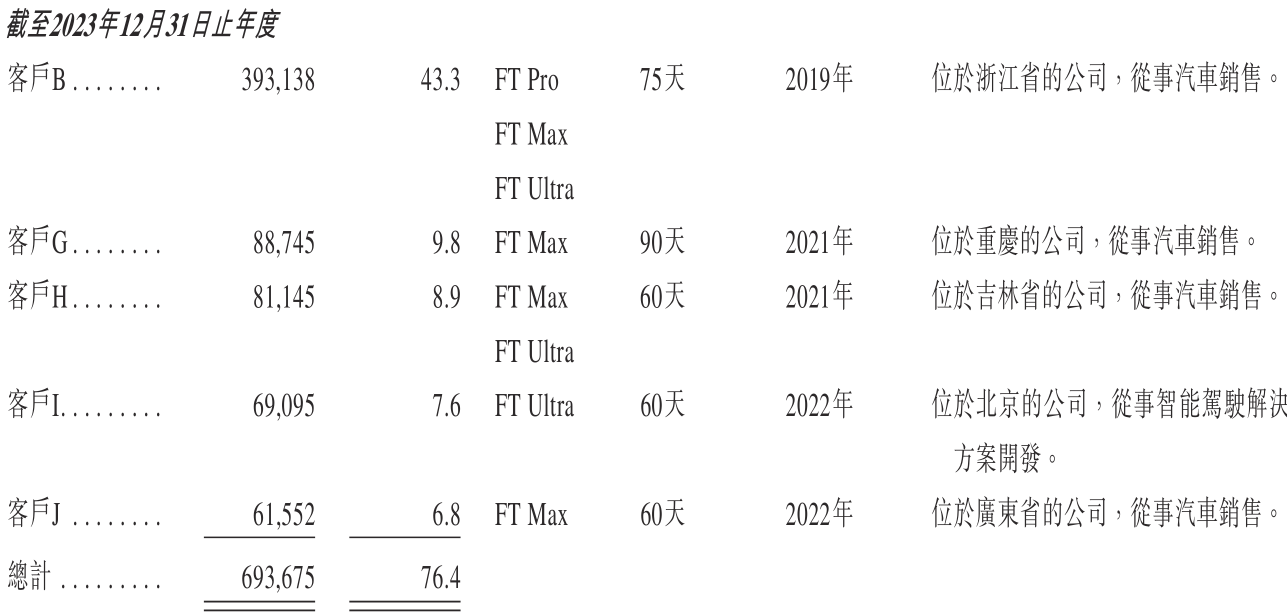 截至2023年12月31日止年度
客戶B ........ 393,138 43.3 FT Pro 75天 2019年 位於浙江省的公司，從事汽車銷售。
FT Max
FT Ultra
客戶G ........ 88,745 9.8 FT Max 90天 2021年 位於重慶的公司，從事汽車銷售。
客戶H ........ 81,145 8.9 FT Max 60天 2021年 位於吉林省的公司，從事汽車銷售。
FT Ultra
客戶I ......... 69,095 7.6 FT Ultra 60天 2022年 位於北京的公司，從事智能駕駛解決
方案開發。
客戶J ........ 61,552 6.8 FT Max 60天 2022年 位於廣東省的公司，從事汽車銷售。
總計 ......... 693,675 76.4